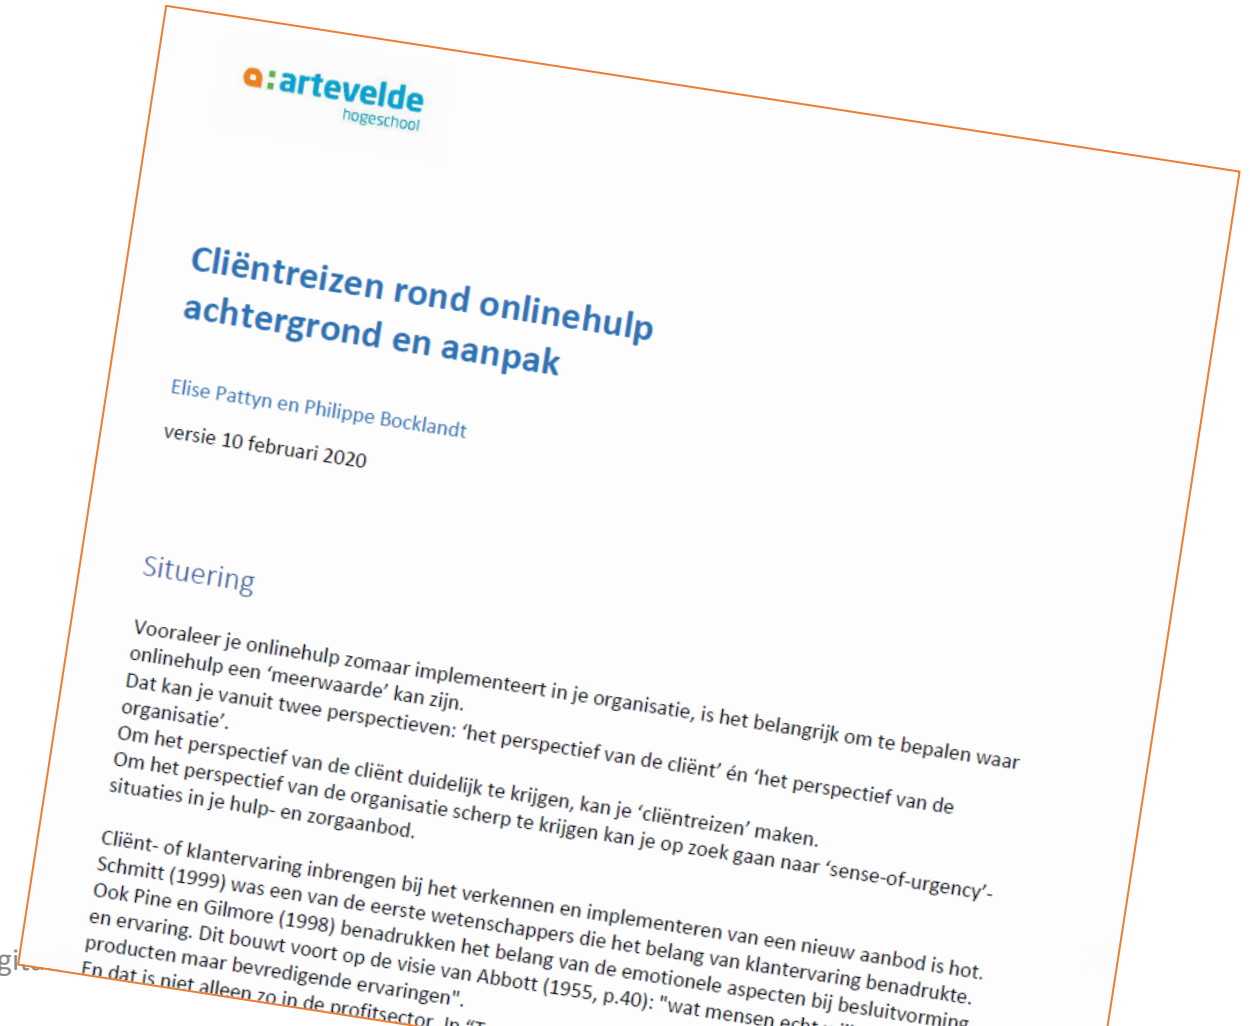 a:artevelde
hogeschool
Cliëntreizen rond onlinehulp
achtergrond en aanpak
Elise Pattyn en Philippe Bocklandt
versie 10 februari 2020
Situering
Vooraleer je onlinehulp zomaar implementeert in je organisatie, is het belangrijk om te bepalen waar
onlinehulp een ‘meerwaarde’ kan zijn.
Dat kan je vanuit twee perspectieven: ‘het perspectief van de cliënt’ én ‘het perspectief van de
organisatie’.
Om het perspectief van de cliënt duidelijk te krijgen, kan je ‘cliëntreizen’ maken.
Om het perspectief van de organisatie scherp te krijgen kan je op zoek gaan naar ‘sense-of-urgency’-
situaties in je hulp- en zorgaanbod.
Cliënt- of klantervaring inbrengen bij het verkennen en implementeren van een nieuw aanbod is hot.
Schmitt (1999) was een van de eerste wetenschappers die het belang van klantervaring benadrukte.
Ook Pine en Gilmore (1998) benadrukken het belang van de emotionele aspecten bij besluitvorming
en ervaring. Dit bouwt voort op de visie van Abbott (1955, p.40): "wat mensen echt
producten maar bevredigende ervaringen".
En dat is niet alleen zo in de profitsector. In